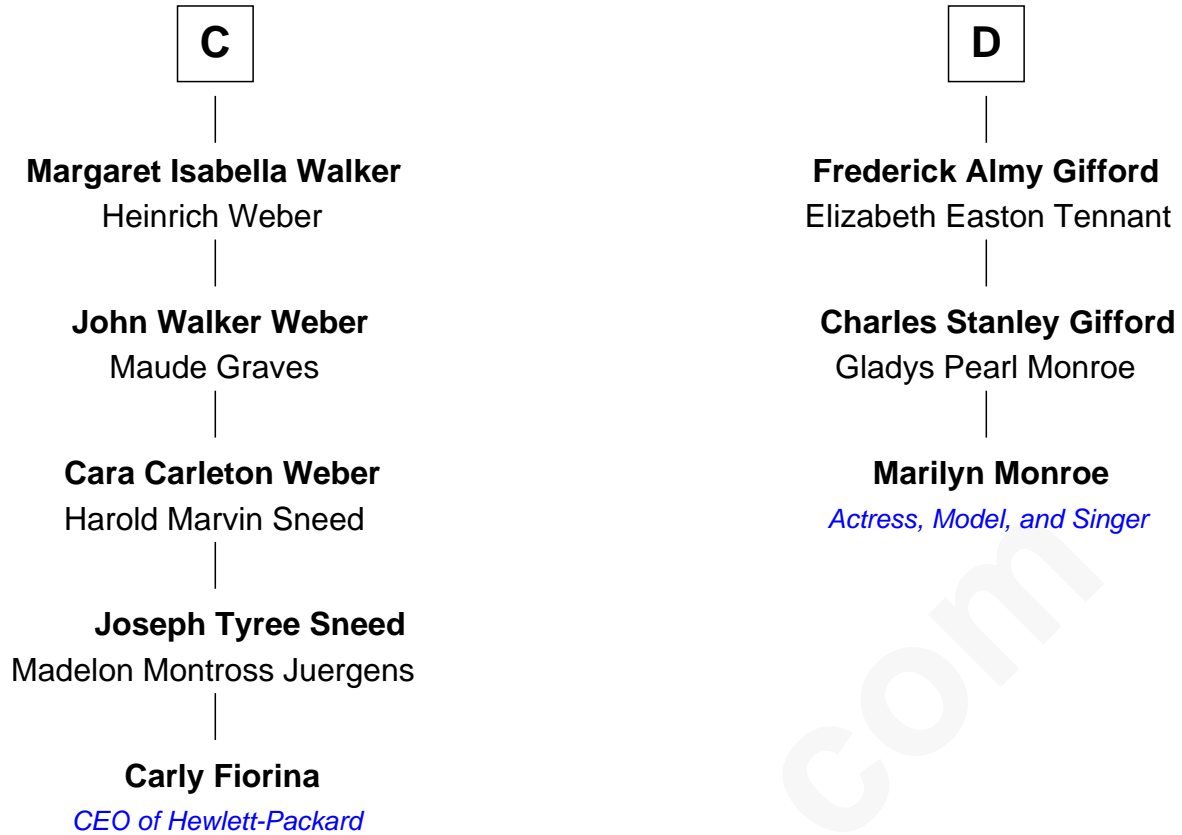 C
Margaret Isabella Walker
Heinrich Weber
John Walker Weber
Maude Graves
Cara Carleton Weber
Harold Marvin Sneed
Joseph Tyree Sneed
Madelon Montross Juergens
Carly Fiorina
CEO of Hewlett-Packard
D
Frederick Almy Gifford
Elizabeth Easton Tennant
Charles Stanley Gifford
Gladys Pearl Monroe
Marilyn Monroe
Actress, Model, and Singer
com